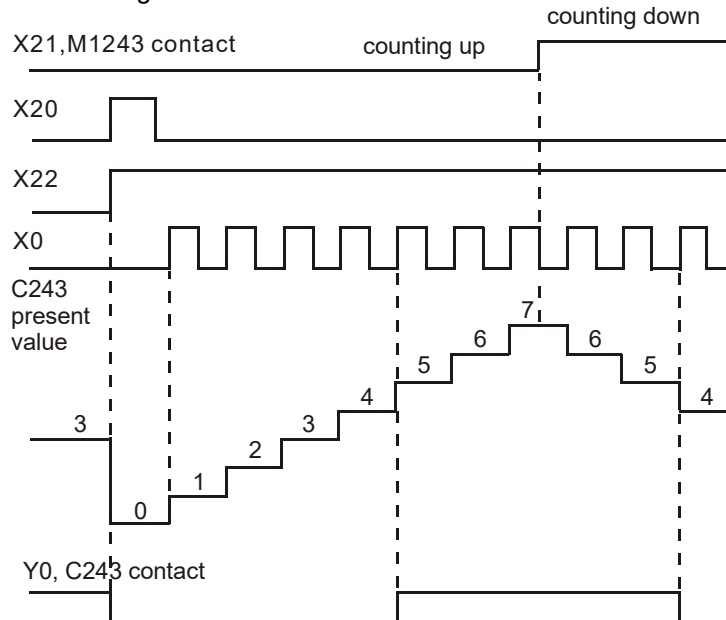 counting down
X21,M1243 contact
counting up
X20
X22
X0
C243
present
value
7
6
6
5
5
4
4
3
3
2
1
0
Y0, C243 contact